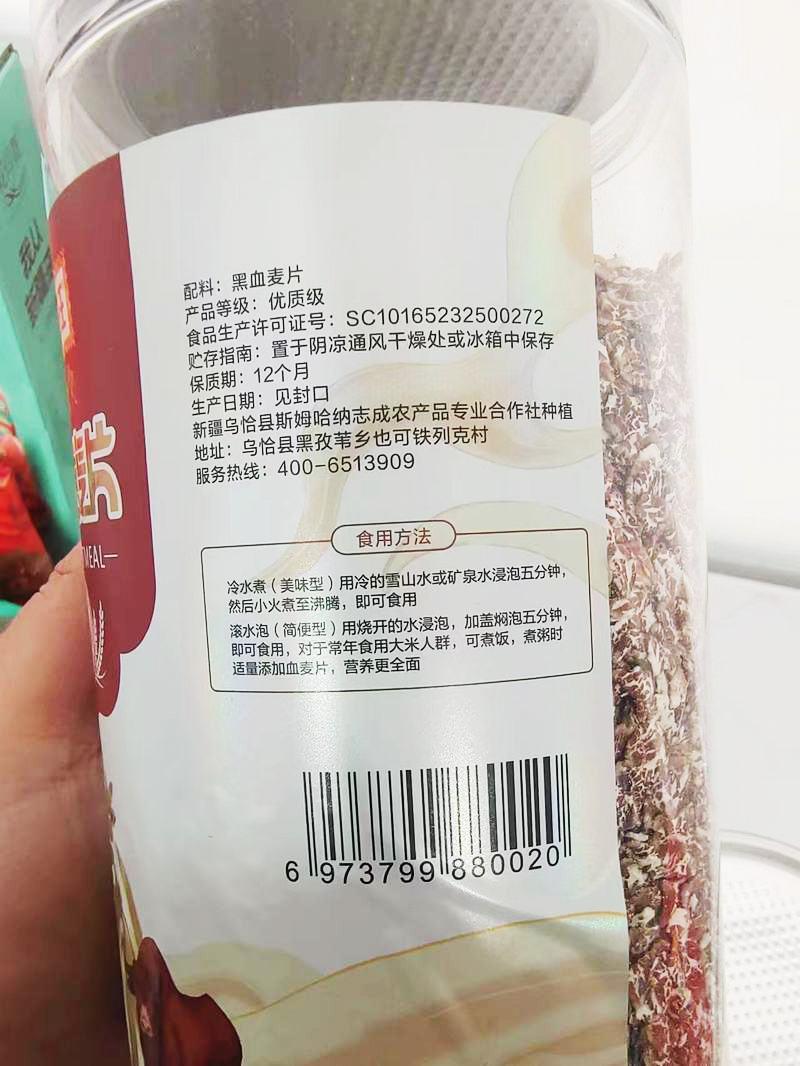 配料：黑血麦片
产品等级：优质级
食品生产许可证号：SC10165232500272
贮存指南：置于阴凉通风干燥处或冰箱中保存
保质期：12个月
生产日期：见封口
新疆乌恰县斯姆哈纳志成农产品专业合作社种植
地址：乌恰县黑孜苇乡也可铁列克村
服务热线：400-6513909
食用方法
冷水煮（美味型）用冷的雪山水或矿泉水浸泡五分钟，
然后小火煮至沸腾，即可食用
滚水泡（简便型）用烧开的水浸泡，加盖焖泡五分钟，
即可食用，对于常年食用大米人群，可煮饭，煮粥时
适量添加血麦片，营养更全面
6 973799 880020
麦片
MEAL